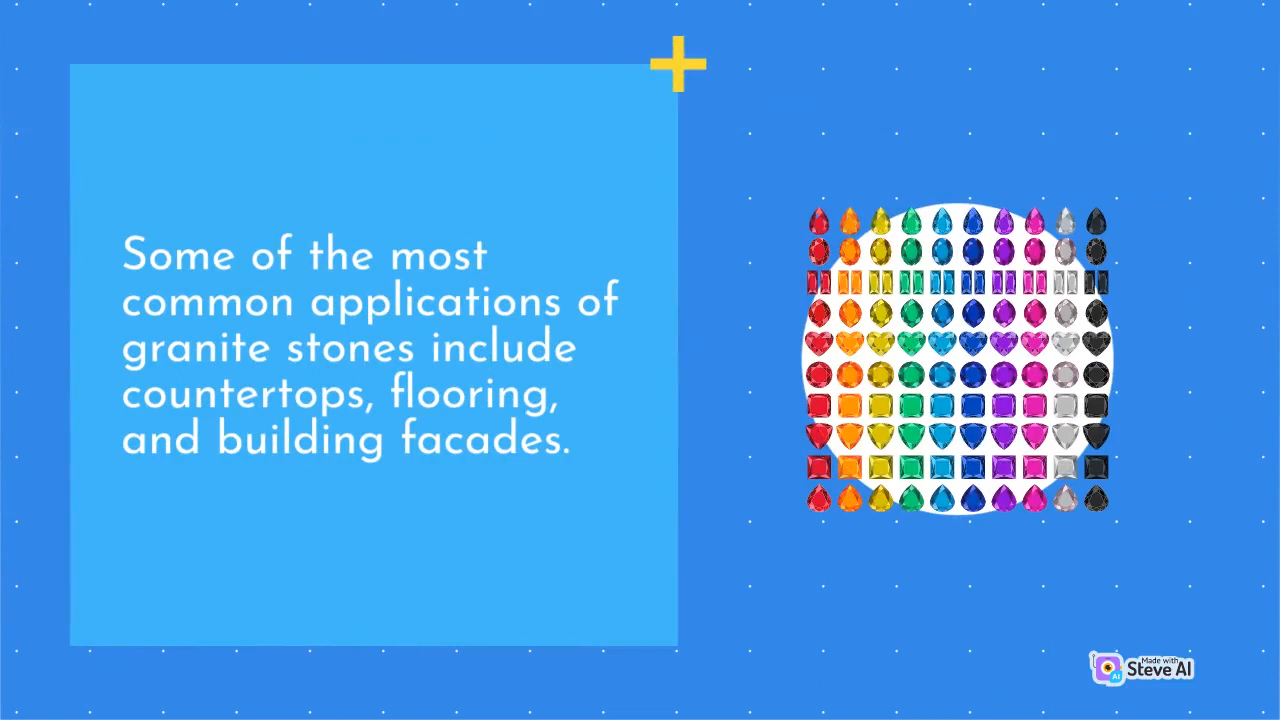 Some of the most
common applications of
granite stones include
countertops, flooring,
and building facades.
Made with
Steve AI
AI